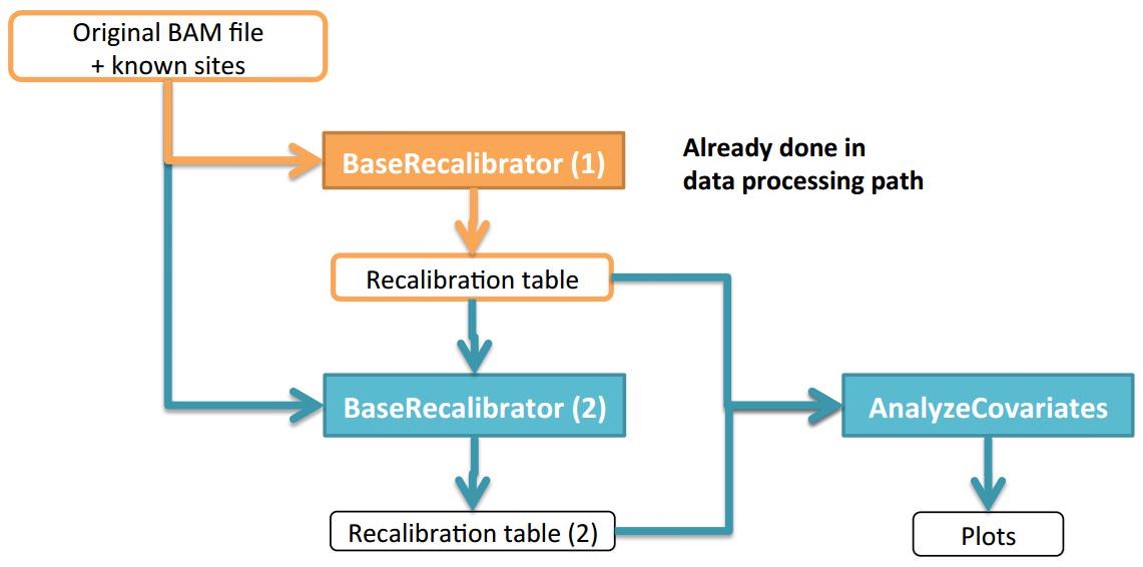 Original BAM file
+ known sites
BaseRecalibrator (1)
Already done in
data processing path
Recalibration table
BaseRecalibrator (2)
AnalyzeCovariates
Recalibration table (2)
Plots